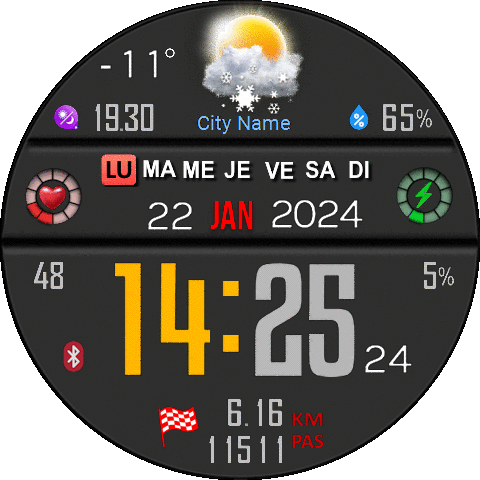 -11°
19.30 City Name 65%
LU MA ME JE VE SA DI
22 JAN 2024
48 5%
14:25 24
6.16 KM
11511 PAS